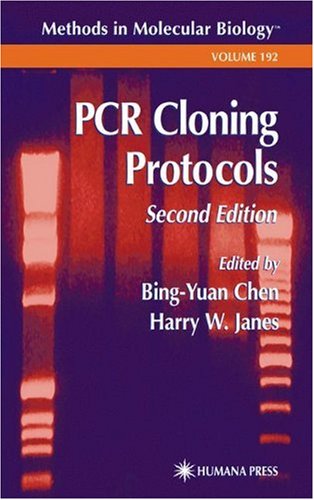 Methods in Molecular Biology™
VOLUME 192
PCR Cloning
Protocols
Second Edition
Edited by
Bing-Yuan Chen
Harry W. Janes
HUMANA PRESS